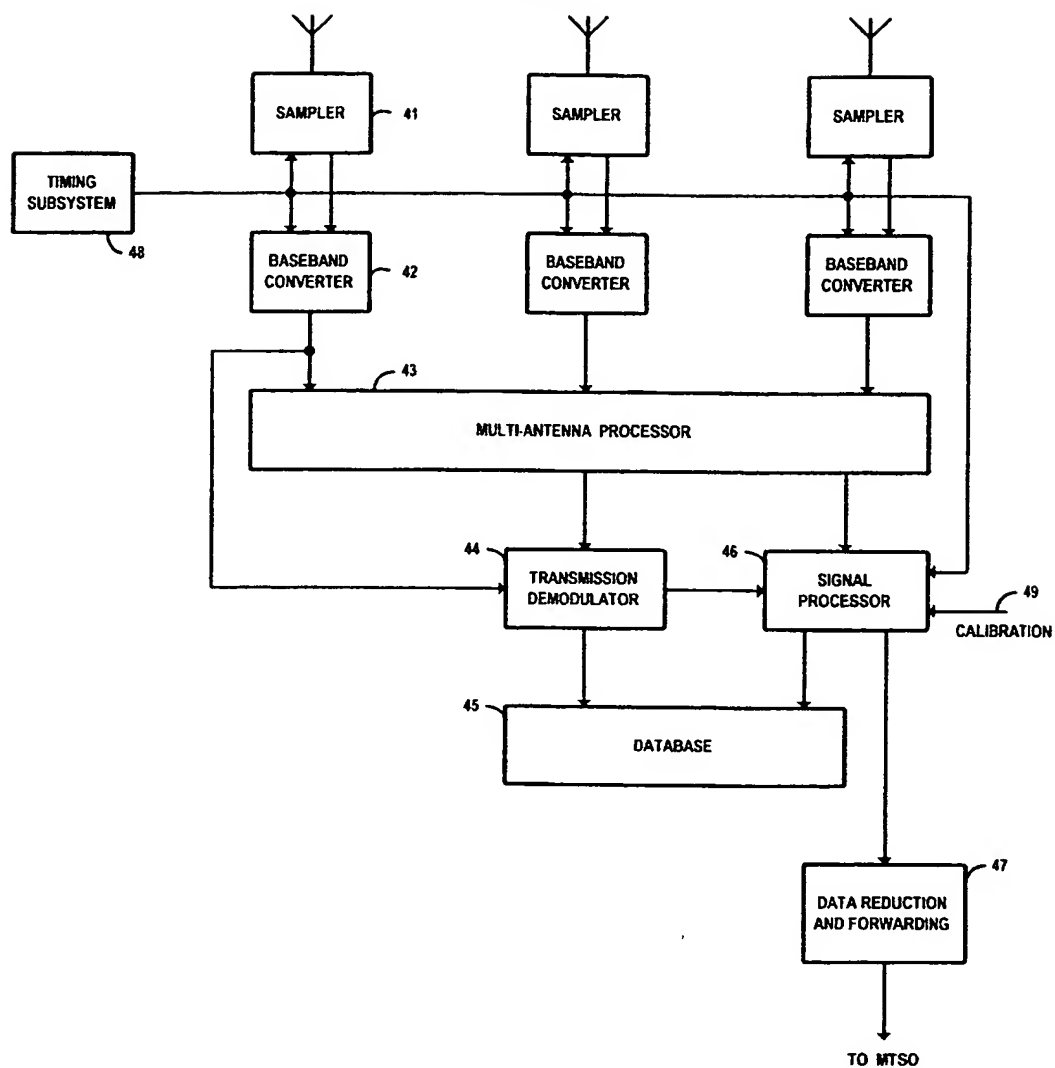 SAMPLER
41
SAMPLER
SAMPLER
TIMING
SUBSYSTEM
48
BASEBAND
CONVERTER
42
BASEBAND
CONVERTER
BASEBAND
CONVERTER
43
MULTI-ANTENNA PROCESSOR
44
TRANSMISSION
DEMODULATOR
46
SIGNAL
PROCESSOR
49
CALIBRATION
45
DATABASE
47
DATA REDUCTION
AND FORWARDING
TO MTSO